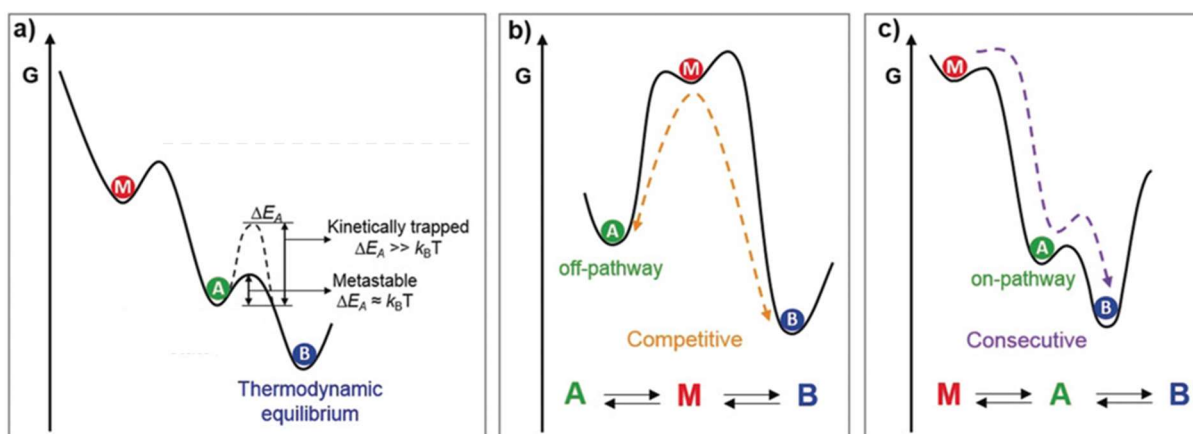 a)
G
M
ΔE_A
Kinetically trapped
ΔE_A >> k_BT
A
Metastable
ΔE_A ≈ k_BT
B
Thermodynamic
equilibrium
b)
G
M
A
off-pathway
B
Competitive
A ⇌ M ⇌ B
c)
G
M
A
on-pathway
B
Consecutive
M ⇌ A ⇌ B